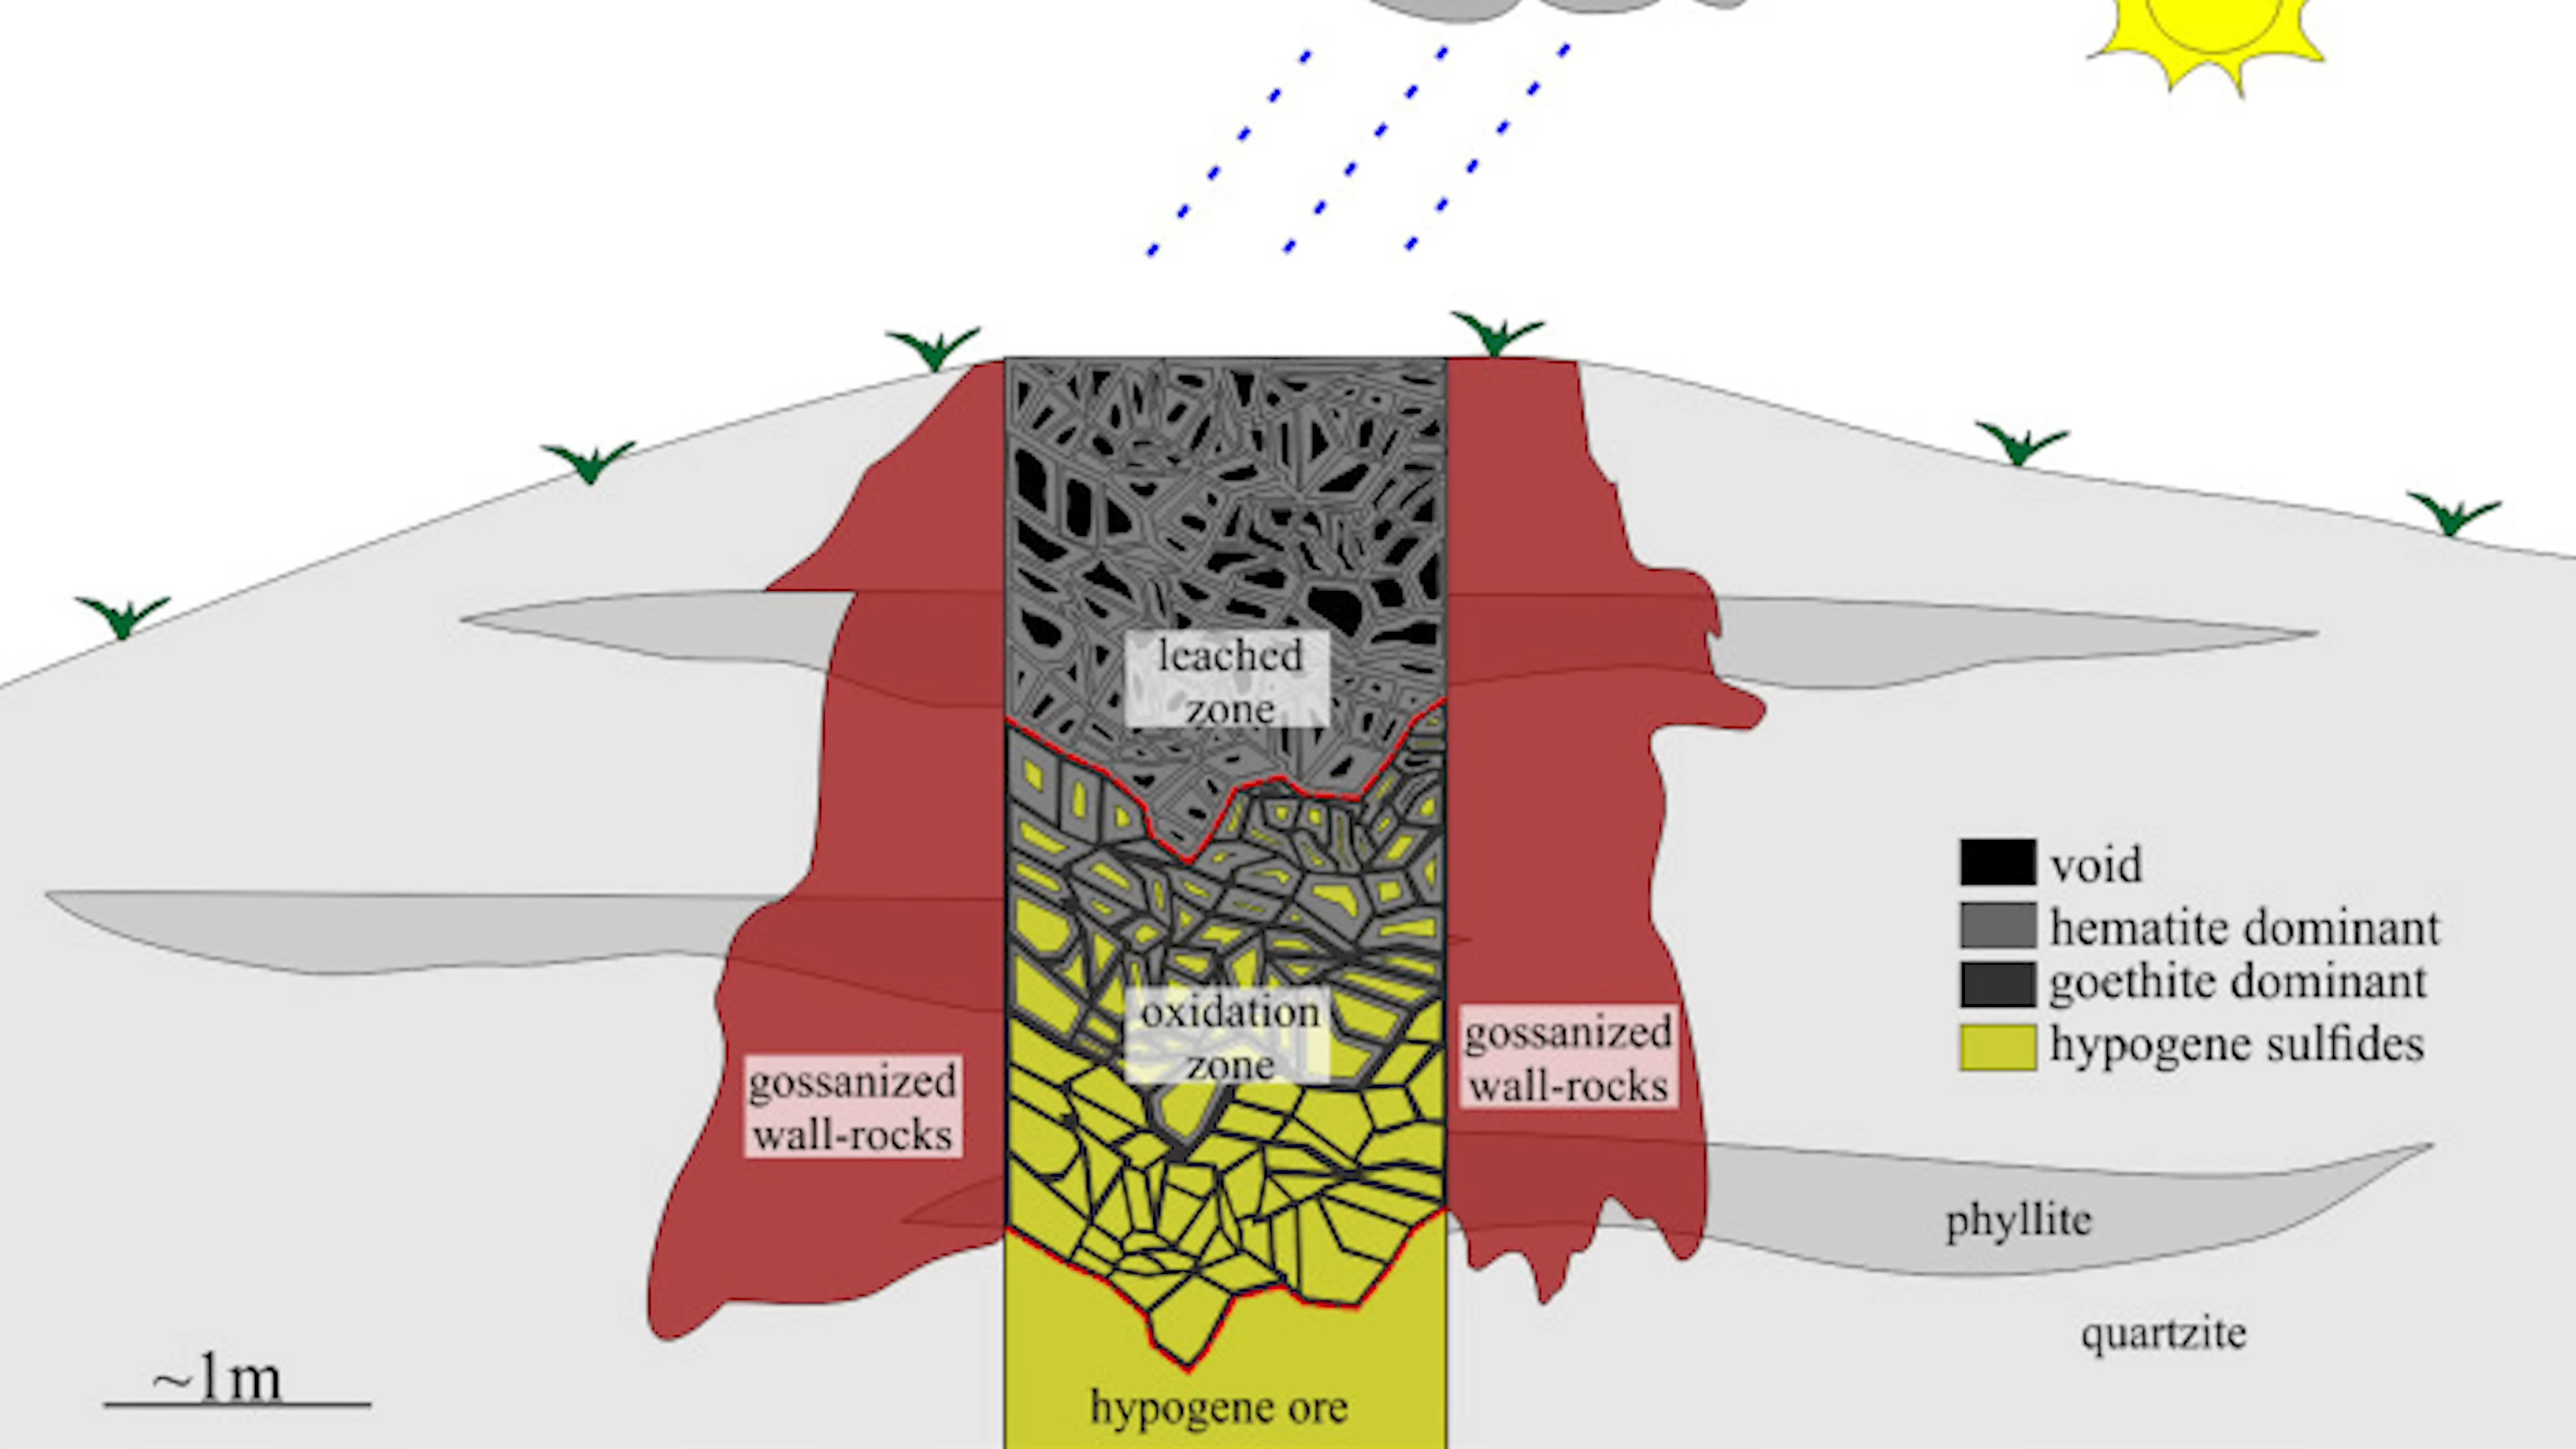 leached
zone
void
hematite dominant
goethite dominant
hypogene sulfides
oxidation
zone
gossanized
wall-rocks
gossanized
wall-rocks
phyllite
quartzite
~1m
hypogene ore